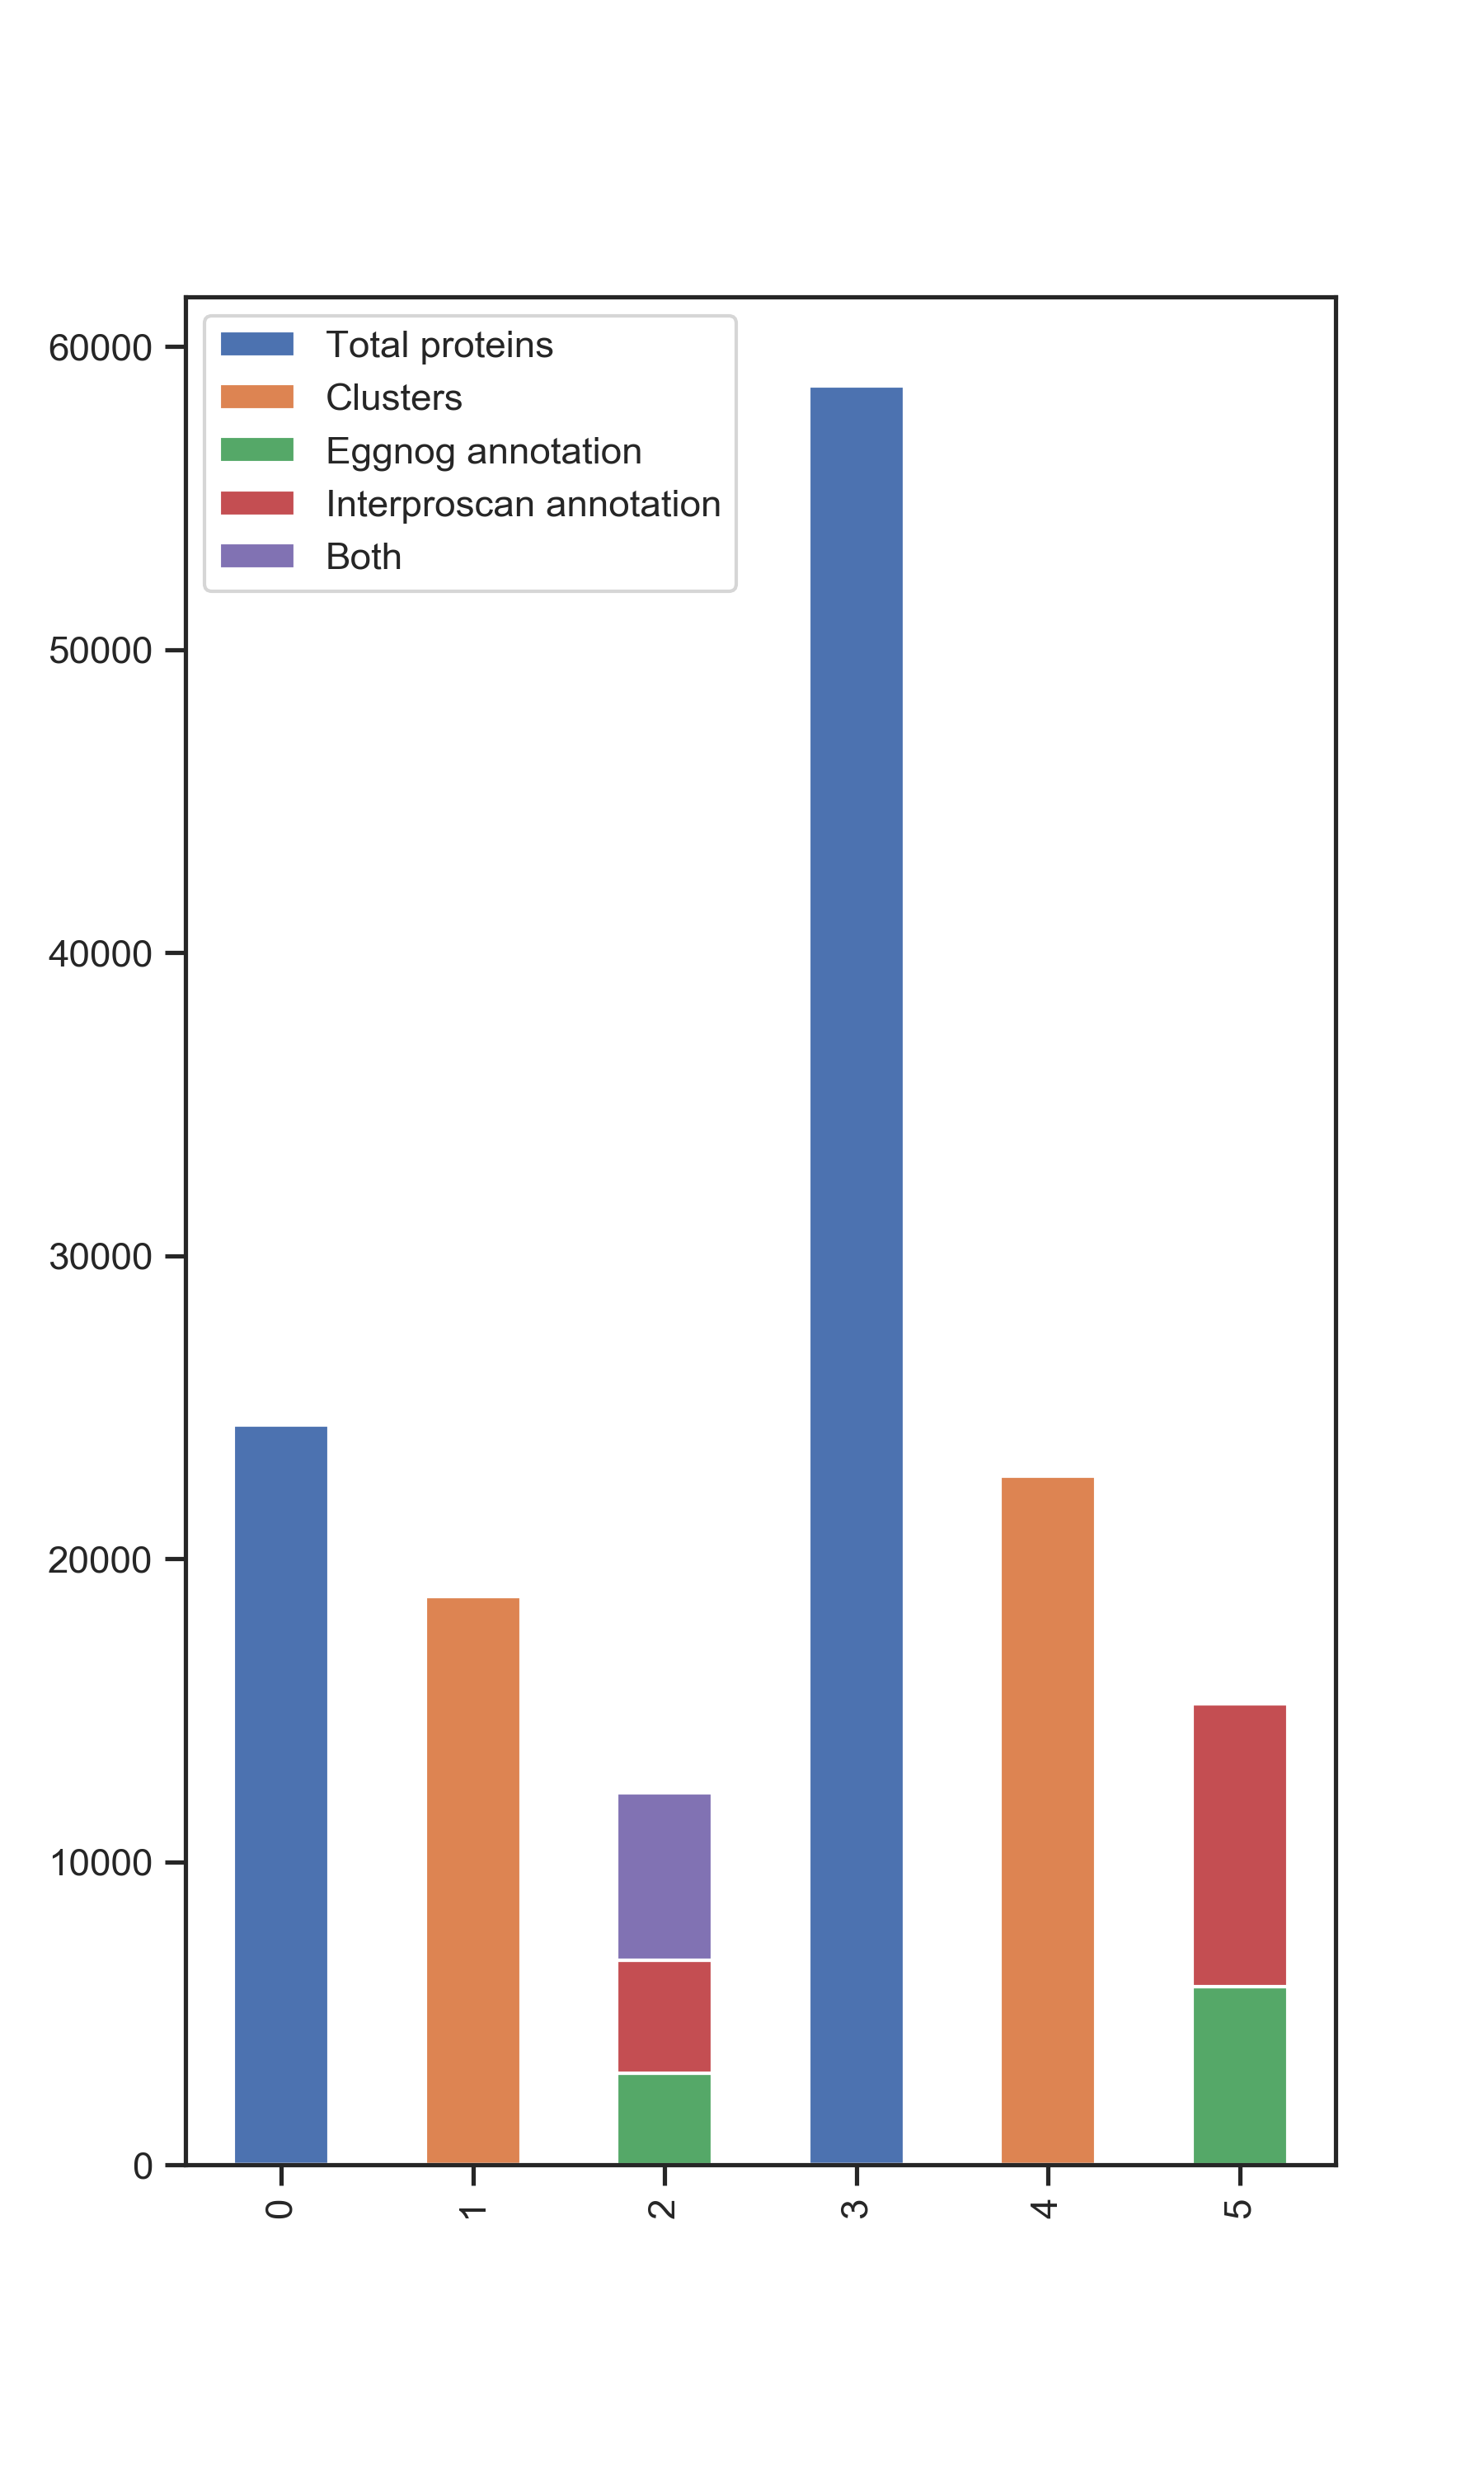 60000
50000
40000
30000
20000
10000
0
Total proteins
Clusters
Eggnog annotation
Interproscan annotation
Both
0
1
2
3
4
5